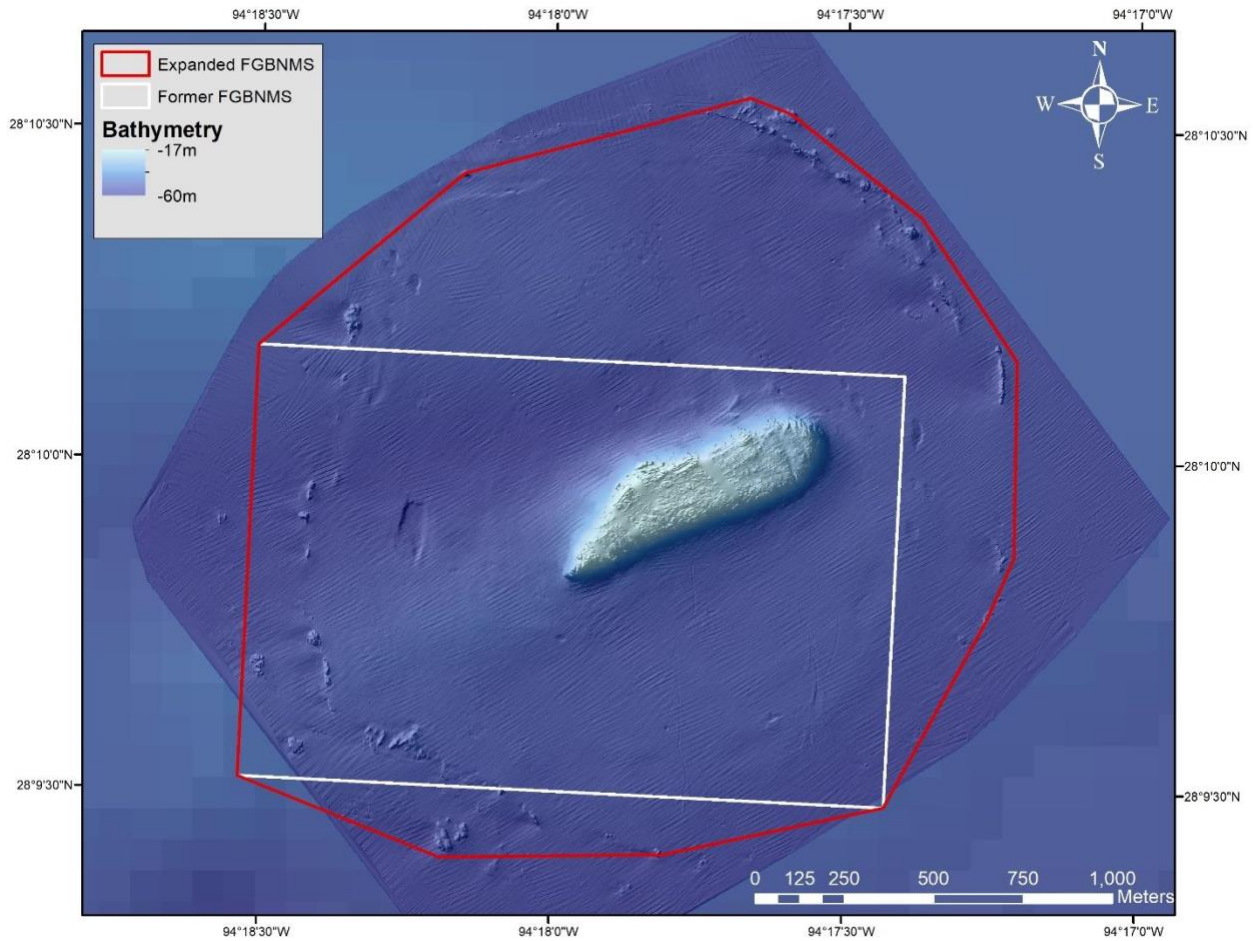 94°18'30"W 94°18'0"W 94°17'30"W 94°17'0"W
Expanded FGBNMS
Former FGBNMS
Bathymetry
-17m
-60m
N
W E
S
28°10'30"N 28°10'30"N
28°10'0"N 28°10'0"N
28°9'30"N 28°9'30"N
0 125 250 500 750 1,000
Meters
94°18'30"W 94°18'0"W 94°17'30"W 94°17'0"W